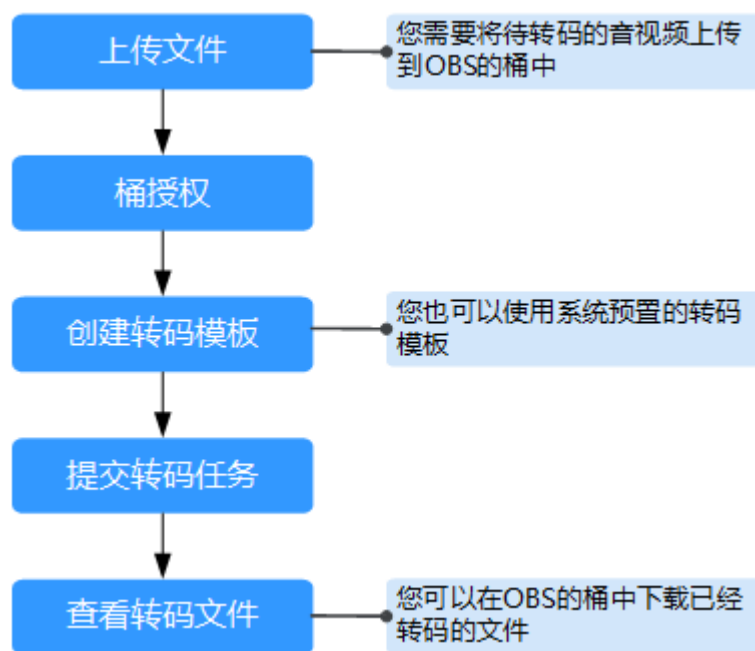 上传文件
您需要将待转码的音视频上传
到OBS的桶中
桶授权
创建转码模板
您也可以使用系统预置的转码
模板
提交转码任务
查看转码文件
您可以在OBS的桶中下载已经
转码的文件